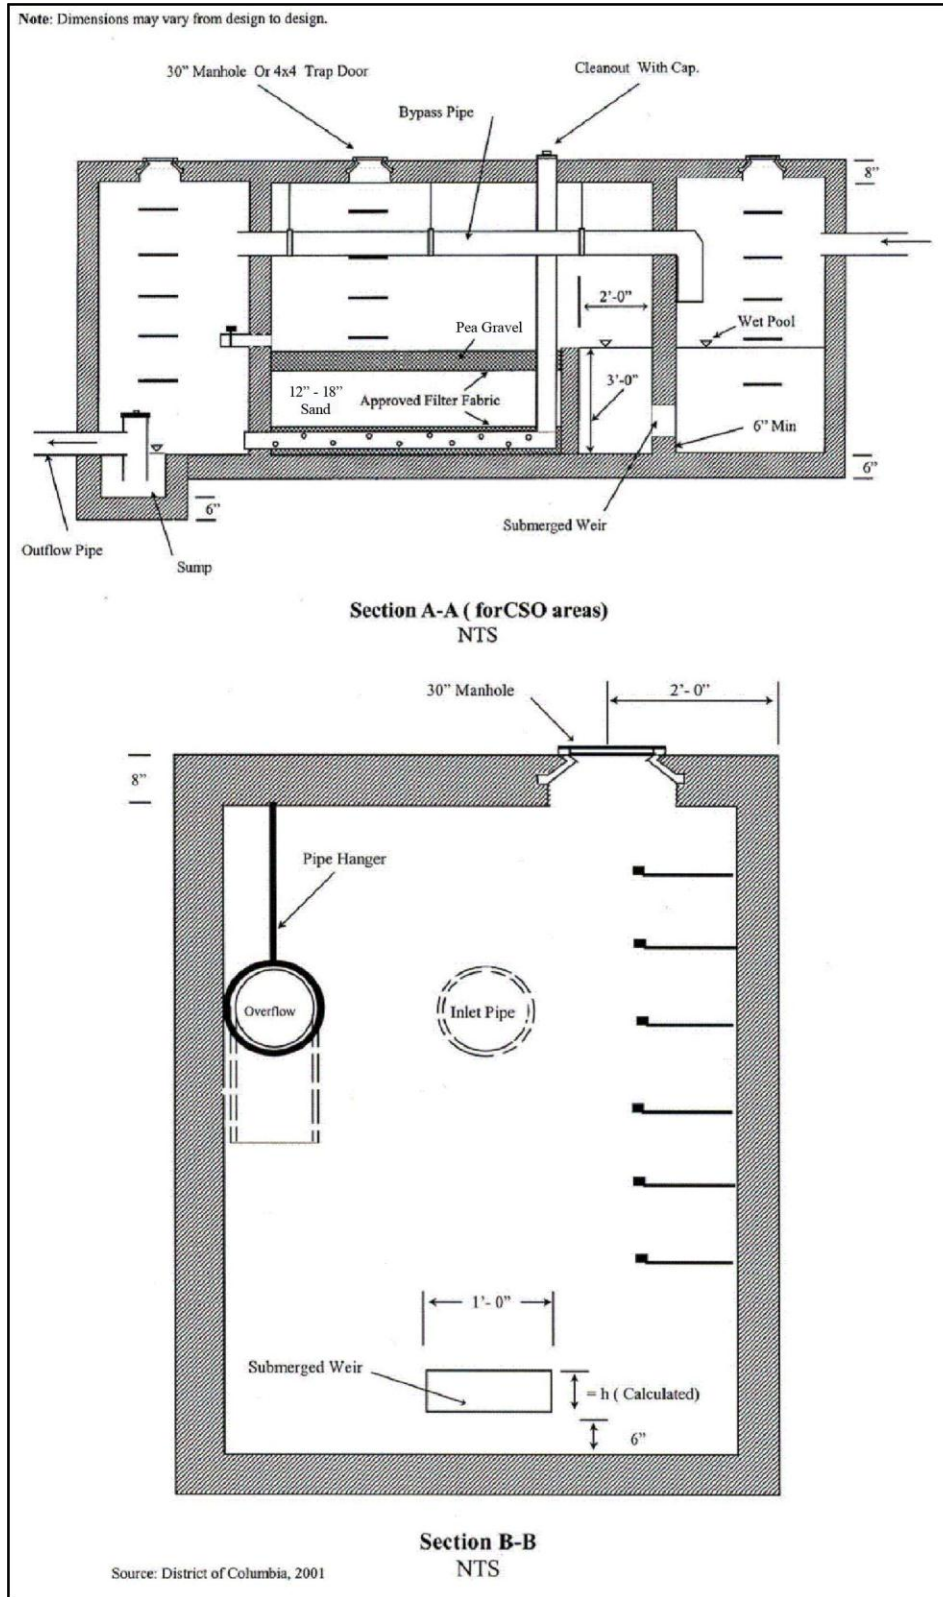 Note: Dimensions may vary from design to design.
30” Manhole Or 4x4 Trap Door
Cleanout With Cap.
Bypass Pipe
8”
2’-0”
Wet Pool
Pea Gravel
3’-0”
12” - 18”
Sand
Approved Filter Fabric
6” Min
6”
6”
Submerged Weir
Outflow Pipe
Sump
Section A-A ( forCSO areas)
NTS
30” Manhole
2’- 0”
8”
Pipe Hanger
Overflow
Inlet Pipe
1’- 0”
Submerged Weir
= h ( Calculated)
6”
Section B-B
NTS
Source: District of Columbia, 2001